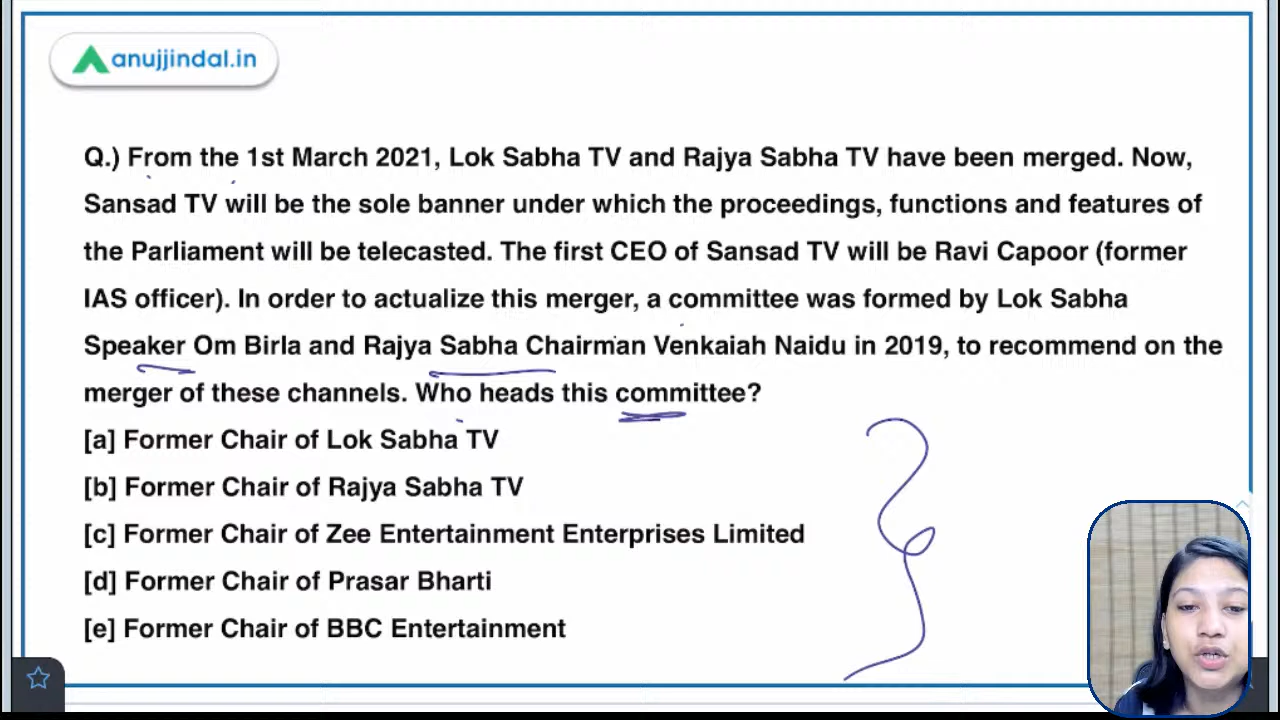 anujjindal.in
Q.) From the 1st March 2021, Lok Sabha TV and Rajya Sabha TV have been merged. Now,
Sansad TV will be the sole banner under which the proceedings, functions and features of
the Parliament will be telecasted. The first CEO of Sansad TV will be Ravi Capoor (former
IAS officer). In order to actualize this merger, a committee was formed by Lok Sabha
Speaker Om Birla and Rajya Sabha Chairman Venkaiah Naidu in 2019, to recommend on the
merger of these channels. Who heads this committee?
[a] Former Chair of Lok Sabha TV
[b] Former Chair of Rajya Sabha TV
[c] Former Chair of Zee Entertainment Enterprises Limited
[d] Former Chair of Prasar Bharti
[e] Former Chair of BBC Entertainment